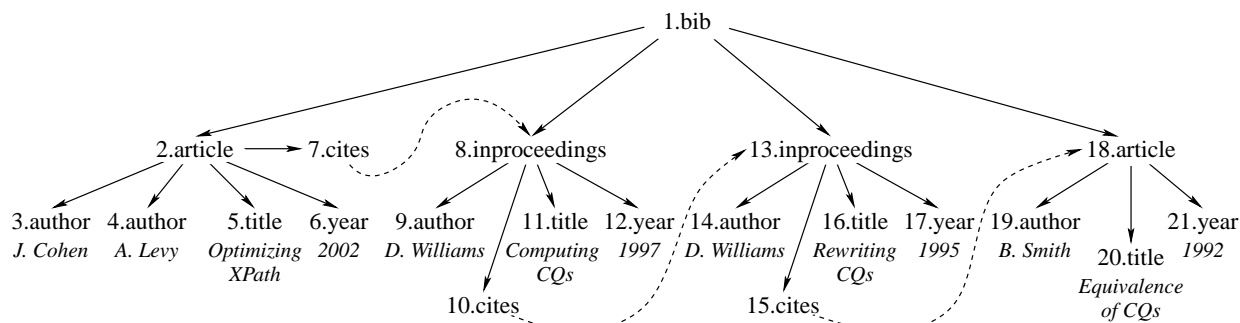 1.bib
2.article
7.cites
8.inproceedings
13.inproceedings
18.article
3.author
4.author
5.title
6.year
9.author
11.title
12.year
14.author
16.title
17.year
19.author
21.year
J. Cohen
A. Levy
Optimizing
XPath
2002
D. Williams
Computing
CQs
1997
D. Williams
Rewriting
CQs
1995
B. Smith
20.title
1992
Equivalence
of CQs
10.cites
15.cites